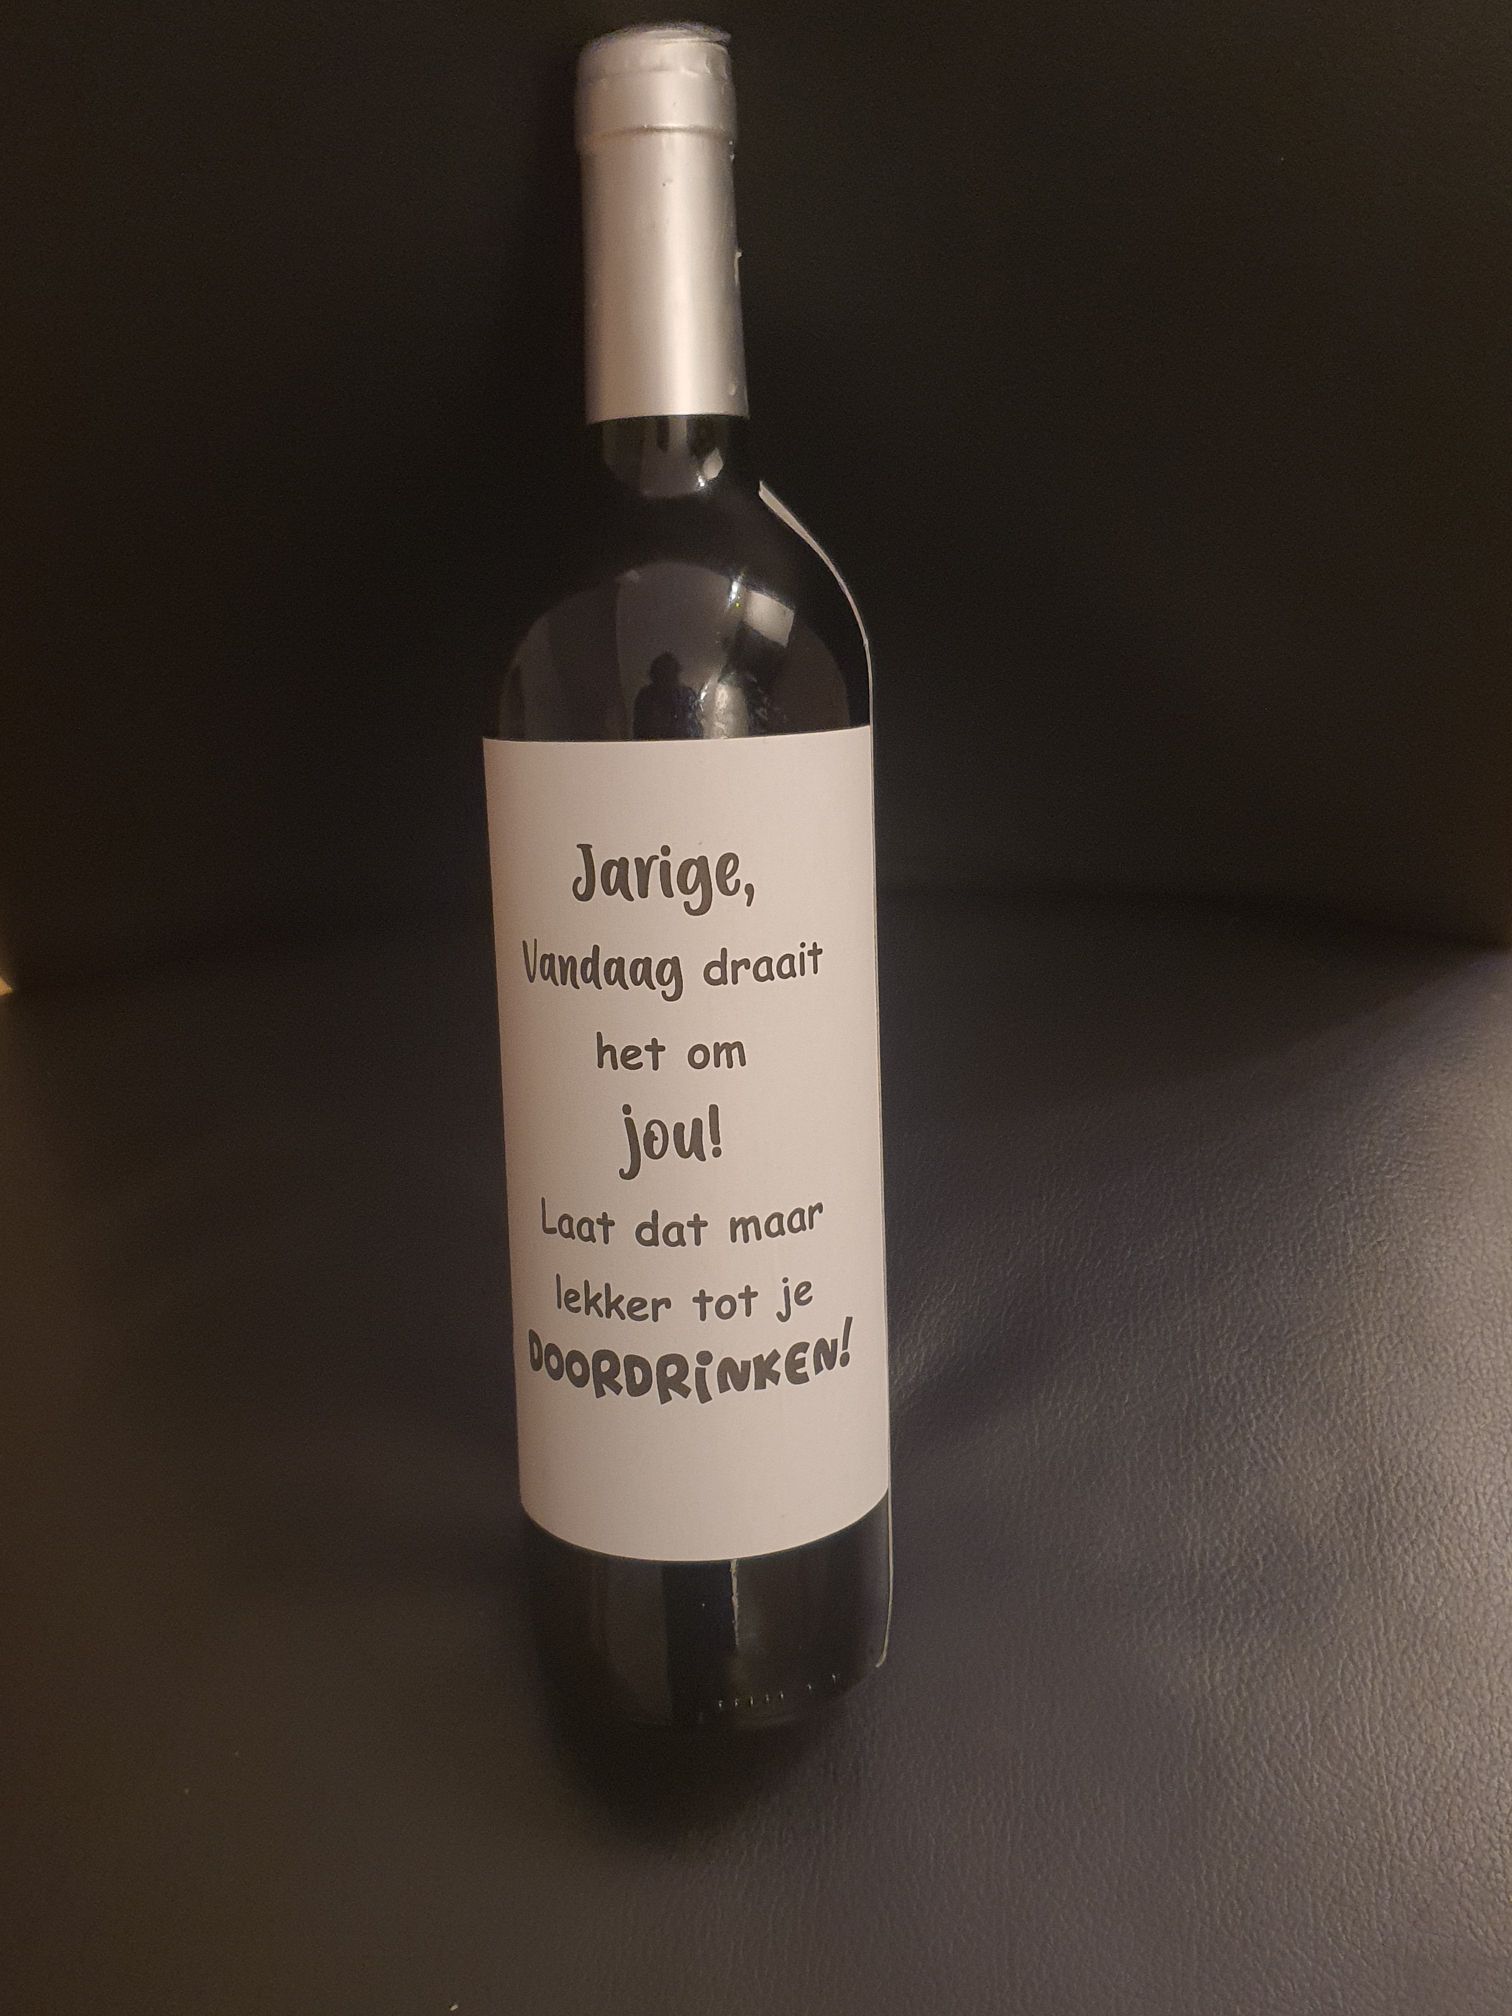 Jarige,
Vandaag draait
het om
jou!
Laat dat maar
lekker tot je
DOORDRiNKEN!